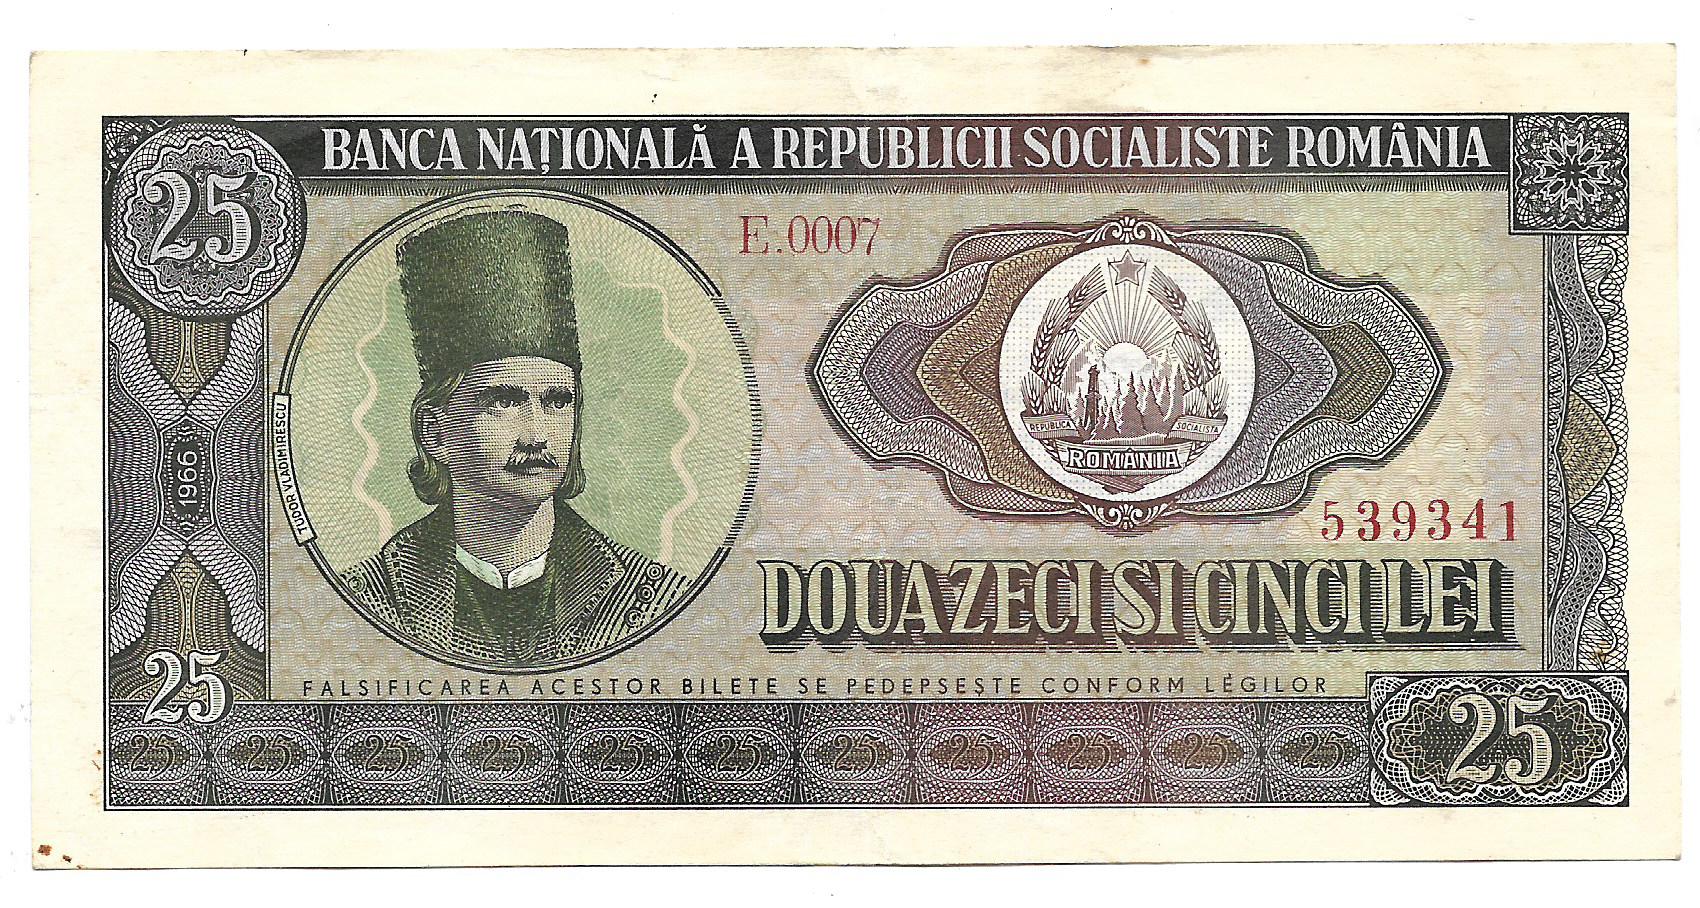 BANCA NAȚIONALĂ A REPUBLICII SOCIALISTE ROMÂNIA
25
E.0007
TUDOR VLADIMIRESCU
1966
REPUBLICA SOCIALISTA
ROMÂNIA
539341
DOUAZECI SI CINCI LEI
25
FALSIFICAREA ACESTOR BILETE SE PEDEPSEȘTE CONFORM LEGILOR
25 25 25 25 25 25 25 25 25 25 25
25